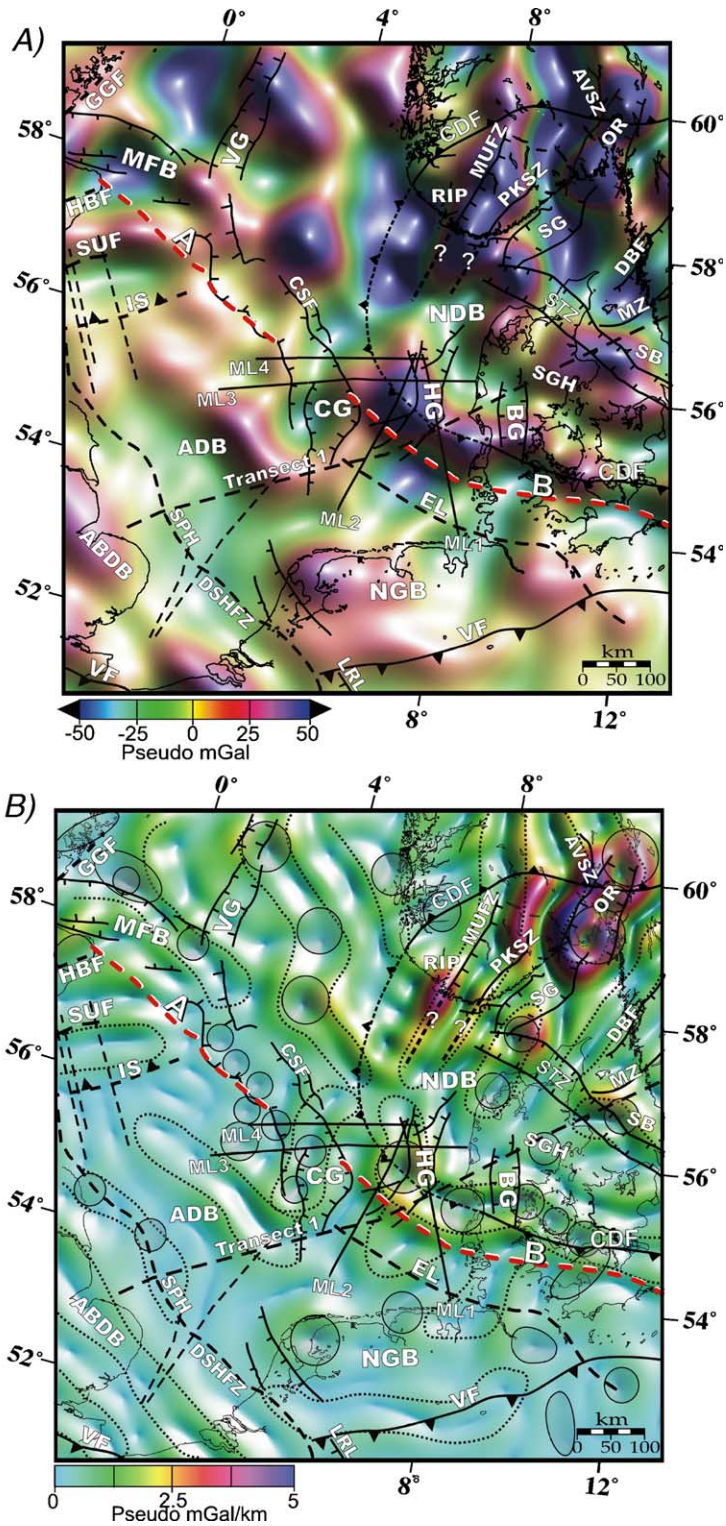 A)
0° 4° 8°
GGF
58°
MFB
VG
GDF
AVSZ
OR
60°
MUFZ
RIP
PKSZ
HBF
A
SUF
SG
DBF
58°
? ?
56°
IS
CSF
NDB
STZ
MZ
SB
ML4
ML3
SGH
CG
HG
BG
56°
54°
ADB
Transect 1
CDF
B
EL
SPH
ML2
ML1
ABDB
DSHFZ
NGB
54°
52°
VF
VF
LRL
km
0 50 100
-50 -25 0 25 50
Pseudo mGal
8° 12°
B)
0° 4° 8°
GGF
58°
MFB
VG
CDF
AVSZ
OR
60°
MUFZ
RIP
PKSZ
HBF
A
SUF
SG
DBF
58°
? ?
56°
IS
CSF
NDB
STZ
MZ
SB
ML4
ML3
SGH
CG
HG
BG
56°
54°
ADB
Transect 1
CDF
B
EL
SPH
ML2
ML1
ABDB
DSHFZ
NGB
54°
52°
VF
VF
LRL
km
0 50 100
0 2.5 5
Pseudo mGal/km
8° 12°